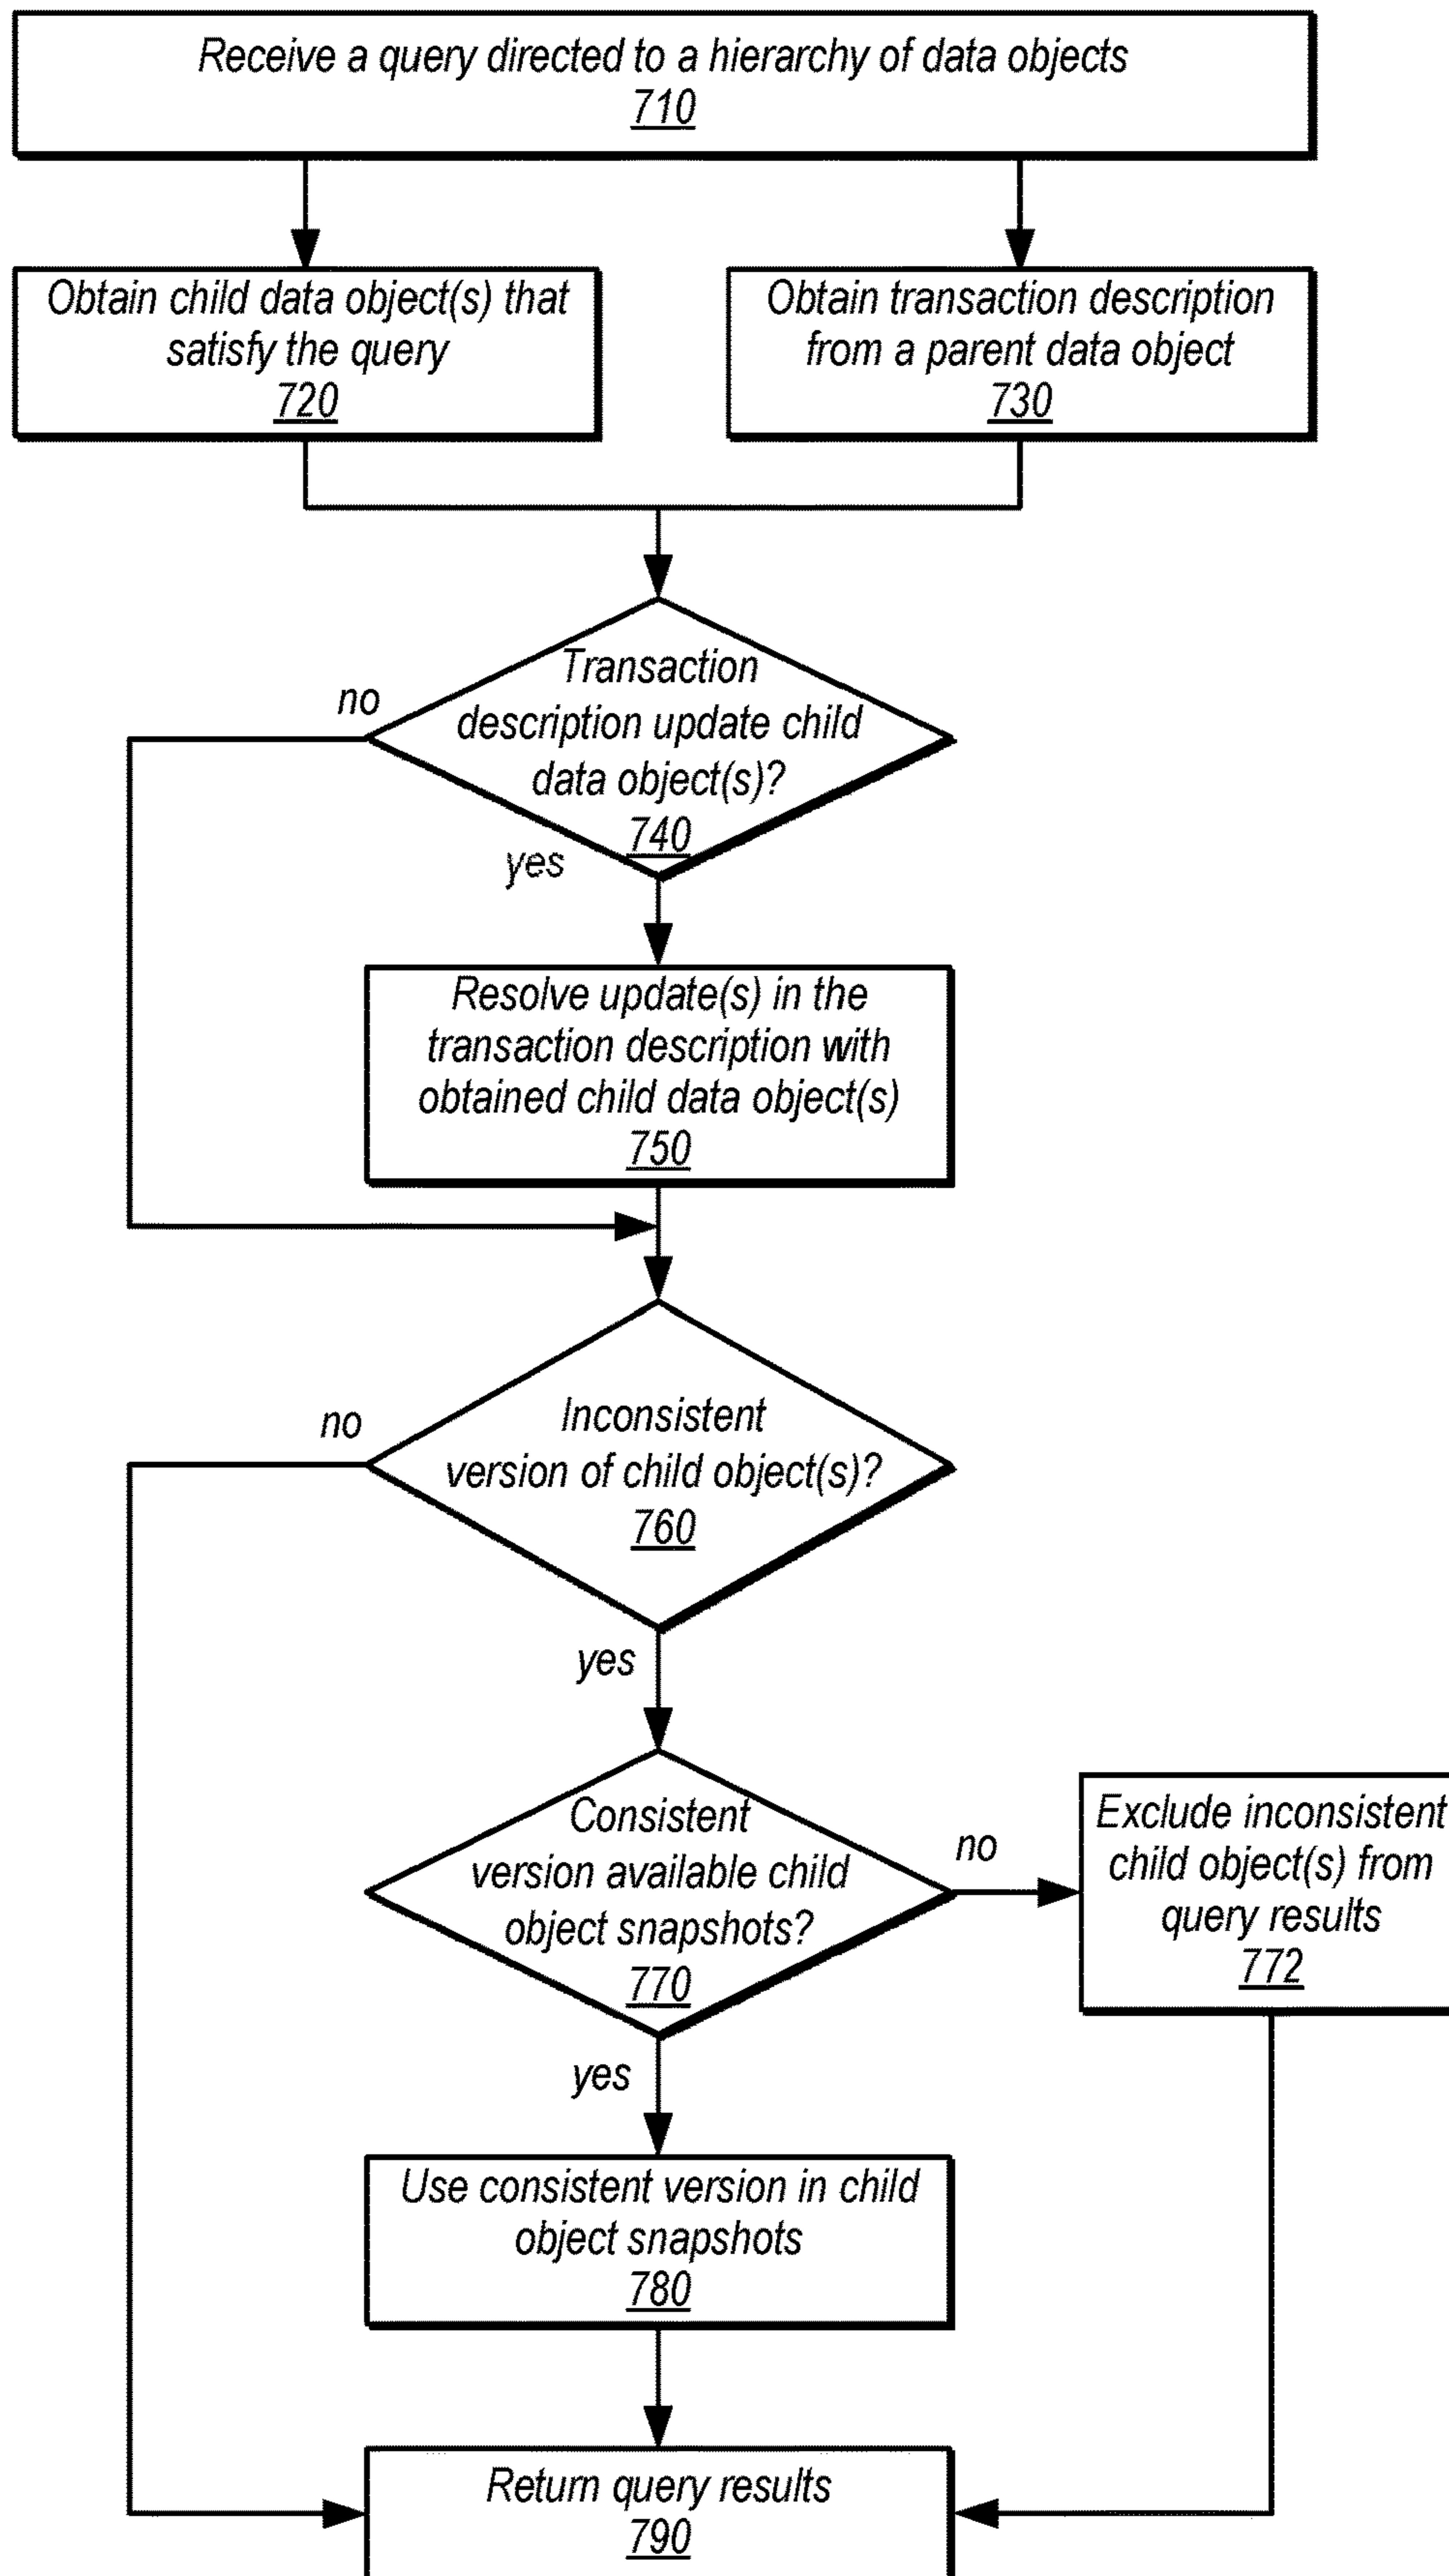 Receive a query directed to a hierarchy of data objects
710
Obtain child data object(s) that
satisfy the query
720
Obtain transaction description
from a parent data object
730
Transaction
description update child
data object(s)?
740
no
yes
Resolve update(s) in the
transaction description with
obtained child data object(s)
750
Inconsistent
version of child object(s)?
760
no
yes
Consistent
version available child
object snapshots?
770
no
Exclude inconsistent
child object(s) from
query results
772
yes
Use consistent version in child
object snapshots
780
Return query results
790